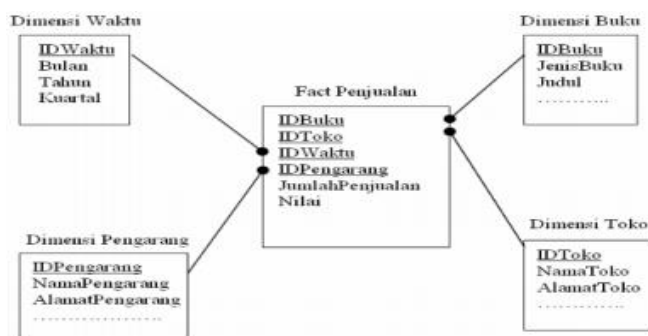 Dimensi Waktu
IDWaktu
Bulan
Tahun
Kuartal
Dimensi Buku
IDBuku
JenisBuku
Judul
………..
Fact Penjualan
IDBuku
IDToko
IDWaktu
IDPengarang
JumlahPenjualan
Nilai
Dimensi Pengarang
IDPengarang
NamaPengarang
AlamatPengarang
………………
Dimensi Toko
IDToko
NamaToko
AlamatToko
………….